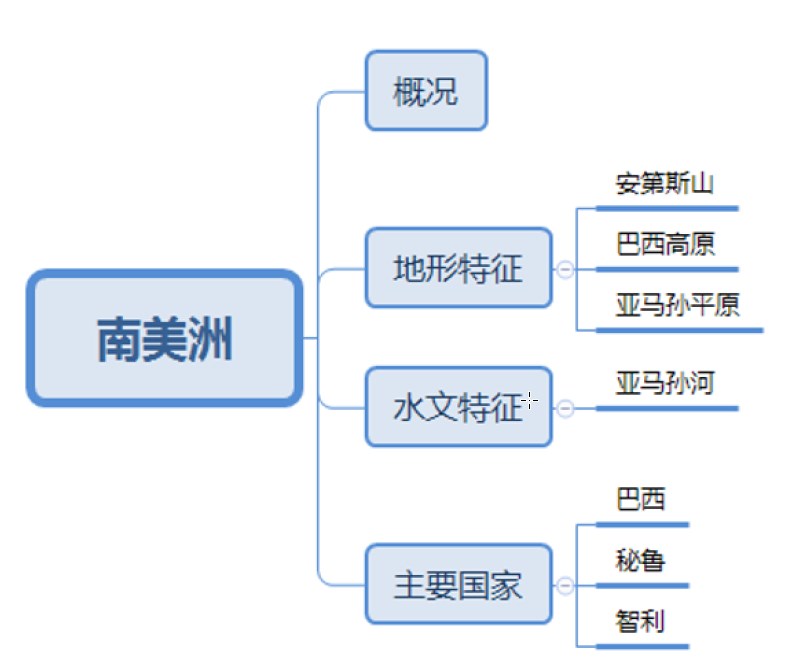 南美洲
概况
地形特征
安第斯山
巴西高原
亚马孙平原
水文特征
亚马孙河
主要国家
巴西
秘鲁
智利